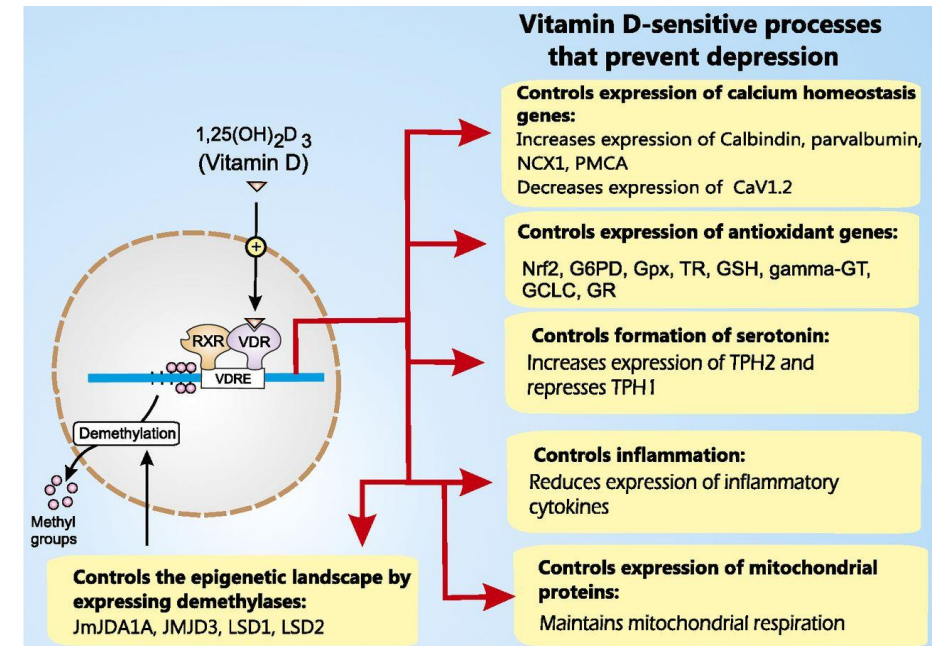 Vitamin D-sensitive processes
that prevent depression
1,25(OH)2D3
(Vitamin D)
+
RXR
VDR
VDRE
Demethylation
Methyl
groups
Controls expression of calcium homeostasis
genes:
Increases expression of Calbindin, parvalbumin,
NCX1, PMCA
Decreases expression of CaV1.2
Controls expression of antioxidant genes:
Nrf2, G6PD, Gpx, TR, GSH, gamma-GT,
GCLC, GR
Controls formation of serotonin:
Increases expression of TPH2 and
represses TPH1
Controls inflammation:
Reduces expression of inflammatory
cytokines
Controls expression of mitochondrial
proteins:
Maintains mitochondrial respiration
Controls the epigenetic landscape by
expressing demethylases:
JmJDA1A, JMJD3, LSD1, LSD2